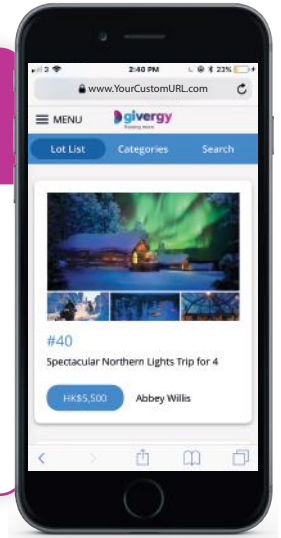 2:40 PM
23%
www.YourCustomURL.com
MENU
givergy
Lot List Categories Search
#40
Spectacular Northern Lights Trip for 4
HK$5,500 Abbey Willis